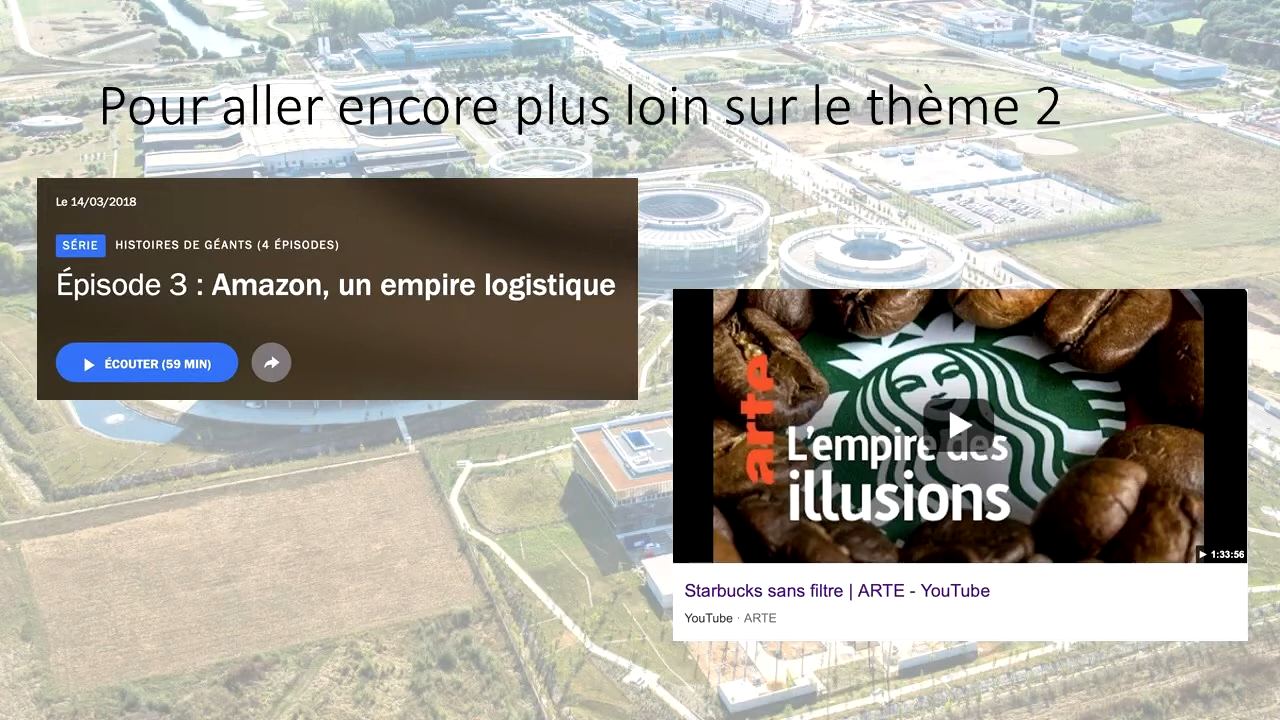 Pour aller encore plus loin sur le thème 2
Le 14/03/2018
SÉRIE HISTOIRES DE GÉANTS (4 ÉPISODES)
Épisode 3 : Amazon, un empire logistique
ÉCOUTER (59 MIN)
arte
L'empire des
illusions
1:33:56
Starbucks sans filtre | ARTE - YouTube
YouTube · ARTE